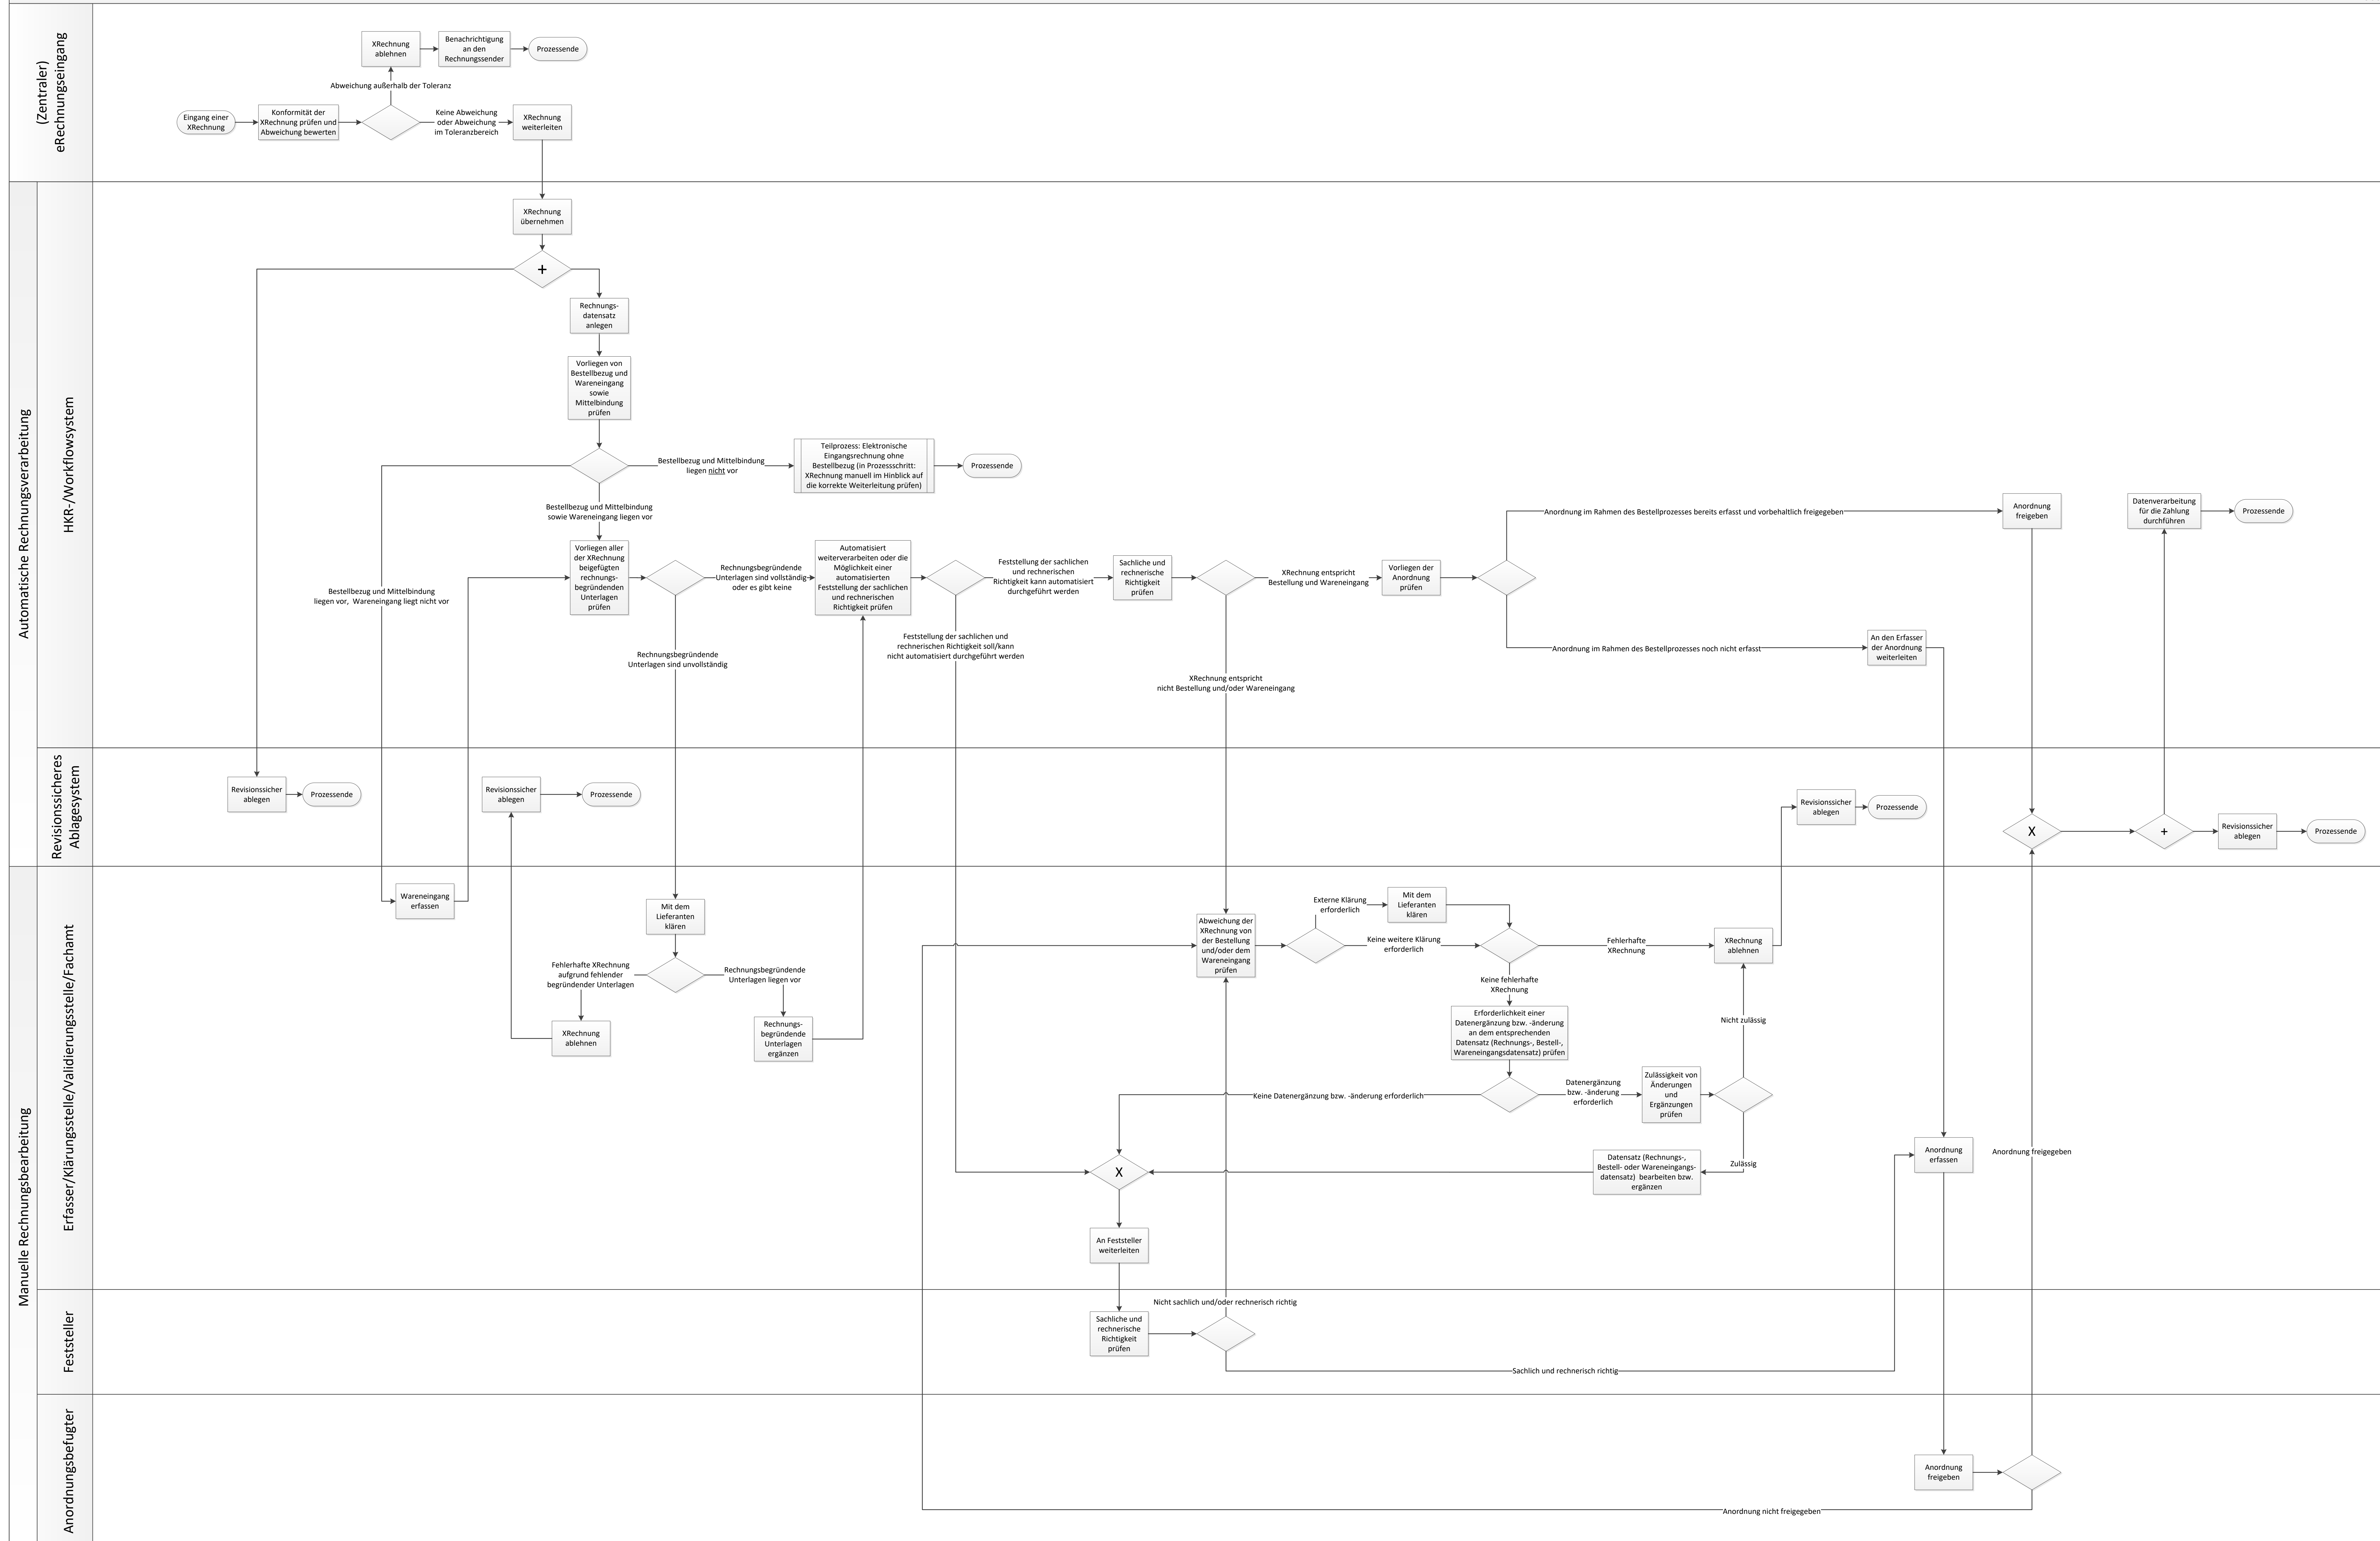 (Zentraler)
eRechnungseingang
XRechnung
ablehnen
Benachrichtigung
an den
Rechnungssender
Prozessende
Abweichung außerhalb der Toleranz
Eingang einer
XRechnung
Konformität der
XRechnung prüfen und
Abweichung bewerten
Keine Abweichung
oder Abweichung
im Toleranzbereich
XRechnung
weiterleiten
Automatische Rechnungsverarbeitung
HKR-/Workflowsystem
XRechnung
übernehmen
+
Rechnungs-
datensatz
anlegen
Vorliegen von
Bestellbezug und
Wareneingang
sowie
Mittelbindung
prüfen
Bestellbezug und Mittelbindung
liegen nicht vor
Teilprozess: Elektronische
Eingangsrechnung ohne
Bestellbezug (in Prozessschritt:
XRechnung manuell im Hinblick auf
die korrekte Weiterleitung prüfen)
Prozessende
Bestellbezug und Mittelbindung
sowie Wareneingang liegen vor
Bestellbezug und Mittelbindung
liegen vor, Wareneingang liegt nicht vor
Vorliegen aller
der XRechnung
beigefügten
rechnungs-
begründenden
Unterlagen
prüfen
Rechnungsbegründende
Unterlagen sind vollständig
oder es gibt keine
Rechnungsbegründende
Unterlagen sind unvollständig
Automatisiert
weiterverarbeiten oder die
Möglichkeit einer
automatisierten
Feststellung der sachlichen
und rechnerischen
Richtigkeit prüfen
Feststellung der sachlichen
und rechnerischen
Richtigkeit kann automatisiert
durchgeführt werden
Feststellung der sachlichen und
rechnerischen Richtigkeit soll/kann
nicht automatisiert durchgeführt werden
Sachliche und
rechnerische
Richtigkeit
prüfen
XRechnung entspricht
Bestellung und Wareneingang
XRechnung entspricht
nicht Bestellung und/oder Wareneingang
Vorliegen der
Anordnung
prüfen
Anordnung im Rahmen des Bestellprozesses bereits erfasst und vorbehaltlich freigegeben
Anordnung im Rahmen des Bestellprozesses noch nicht erfasst
An den Erfasser
der Anordnung
weiterleiten
Anordnung
freigeben
Datenverarbeitung
für die Zahlung
durchführen
Prozessende
Revisionssicheres
Ablagesystem
Revisionssicher
ablegen
Prozessende
Revisionssicher
ablegen
Prozessende
Revisionssicher
ablegen
Prozessende
X
+
Revisionssicher
ablegen
Prozessende
Manuelle Rechnungsbearbeitung
Erfasser/Klärungsstelle/Validierungsstelle/Fachamt
Wareneingang
erfassen
Mit dem
Lieferanten
klären
Fehlerhafte XRechnung
aufgrund fehlender
begründender Unterlagen
Rechnungsbegründende
Unterlagen liegen vor
XRechnung
ablehnen
Rechnungs-
begründende
Unterlagen
ergänzen
Abweichung der
XRechnung von
der Bestellung
und/oder dem
Wareneingang
prüfen
Externe Klärung
erforderlich
Mit dem
Lieferanten
klären
Keine weitere Klärung
erforderlich
Fehlerhafte
XRechnung
XRechnung
ablehnen
Keine fehlerhafte
XRechnung
Erforderlichkeit einer
Datenergänzung bzw. -änderung
an dem entsprechenden
Datensatz (Rechnungs-, Bestell-,
Wareneingangsdatensatz) prüfen
Nicht zulässig
Keine Datenergänzung bzw. -änderung erforderlich
Datenergänzung
bzw. -änderung
erforderlich
Zulässigkeit von
Änderungen
und
Ergänzungen
prüfen
Zulässig
Datensatz (Rechnungs-,
Bestell- oder Wareneingangs-
datensatz) bearbeiten bzw.
ergänzen
X
An Feststeller
weiterleiten
Anordnung
erfassen
Anordnung freigegeben
Feststeller
Nicht sachlich und/oder rechnerisch richtig
Sachliche und
rechnerische
Richtigkeit
prüfen
Sachlich und rechnerisch richtig
Anordnungsbefugter
Anordnung
freigeben
Anordnung nicht freigegeben